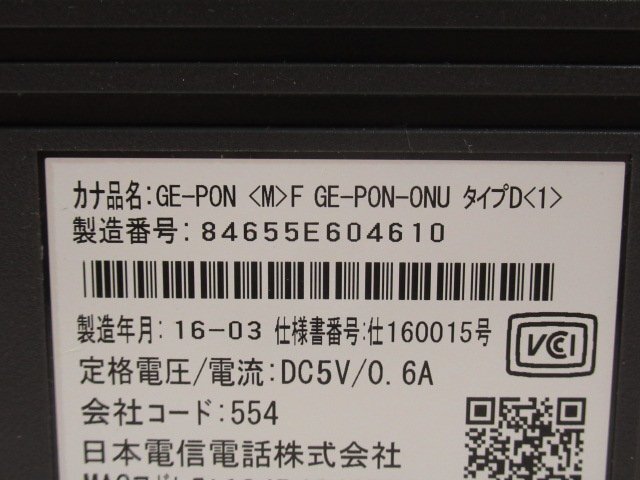 カナ品名:GE-PON <M>F GE-PON-ONU タイプD<1>
製造番号: 84655E604610
製造年月: 16-03 仕様書番号:仕160015号
VCCI
定格電圧/電流:DC5V/0.6A
会社コード:554
日本電信電話株式会社